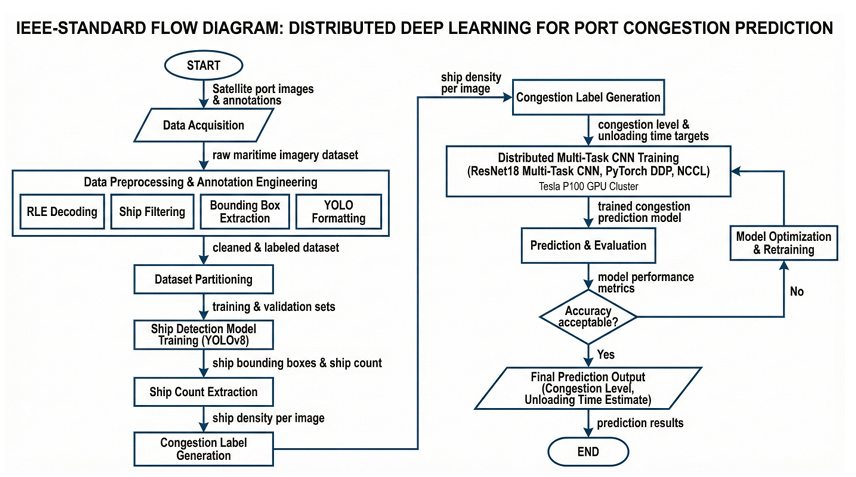 IEEE-STANDARD FLOW DIAGRAM: DISTRIBUTED DEEP LEARNING FOR PORT CONGESTION PREDICTION
START
Satellite port images
& annotations
Data Acquisition
raw maritime imagery dataset
Data Preprocessing & Annotation Engineering
RLE Decoding
Ship Filtering
Bounding Box
Extraction
YOLO
Formatting
cleaned & labeled dataset
Dataset Partitioning
training & validation sets
Ship Detection Model
Training (YOLOv8)
ship bounding boxes & ship count
Ship Count Extraction
ship density per image
Congestion Label
Generation
ship density
per image
Congestion Label Generation
congestion level &
unloading time targets
Distributed Multi-Task CNN Training
(ResNet18 Multi-Task CNN, PyTorch DDP, NCCL)
Tesla P100 GPU Cluster
trained congestion
prediction model
Prediction & Evaluation
Model Optimization
& Retraining
model performance
metrics
No
Accuracy
acceptable?
Yes
Final Prediction Output
(Congestion Level,
Unloading Time Estimate)
prediction results
END